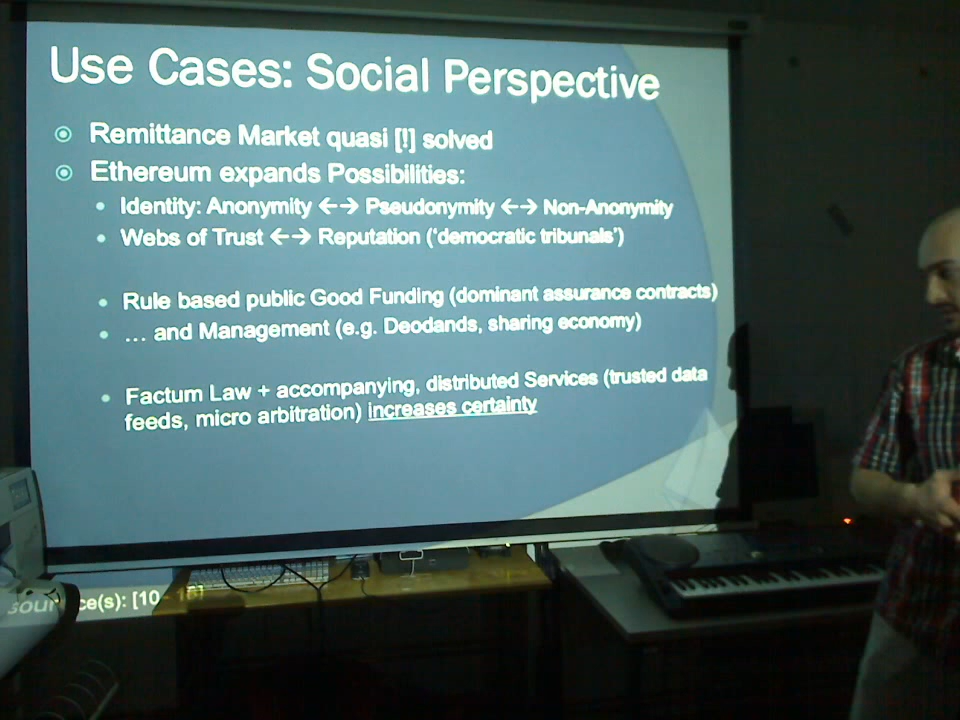 Use Cases: Social Perspective
Remittance Market quasi [!] solved
Ethereum expands Possibilities:
Identity: Anonymity ←→ Pseudonymity ←→ Non-Anonymity
Webs of Trust ←→ Reputation ('democratic tribunals')
Rule based public Good Funding (dominant assurance contracts)
… and Management (e.g. Deodands, sharing economy)
Factum Law + accompanying, distributed Services (trusted data
feeds, micro arbitration) increases certainty
source(s): [10